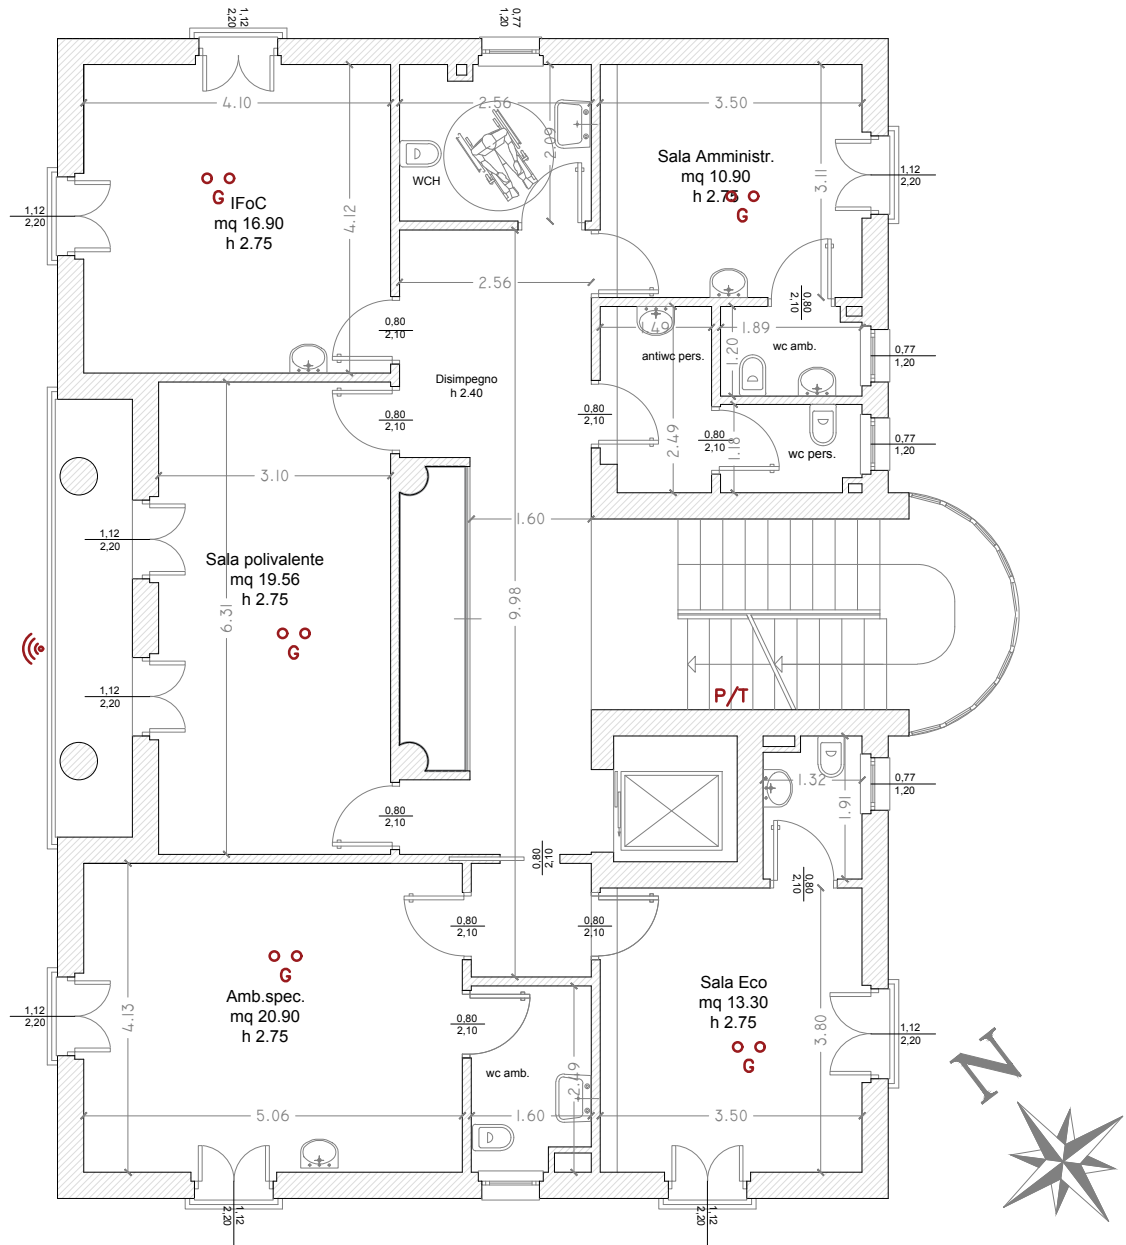 1,12
2,20
0,77
1,20
4.10
2.56
3.50
2.09
WCH
Sala Amministr.
mq 10.90
h 2.75
G
3.11
1,12
2,20
G
IFoC
mq 16.90
h 2.75
4.12
1,12
2,20
2.56
0,80
2,10
0,80
2,10
1.49
1.89
antiwc pers.
1.20
wc amb.
0,77
1,20
Disimpegno
h 2.40
0,80
2,10
0,80
2,10
2.49
0,80
2,10
1.18
wc pers.
0,77
1,20
3.10
1.60
1,12
2,20
Sala polivalente
mq 19.56
h 2.75
6.31
9.98
G
1,12
2,20
P/T
0,80
2,10
1.32
1.91
0,77
1,20
0,80
2,10
0,80
2,10
0,80
2,10
0,80
2,10
G
Amb.spec.
mq 20.90
h 2.75
4.13
1,12
2,20
0,80
2,10
Sala Eco
mq 13.30
h 2.75
G
3.80
1,12
2,20
wc amb.
2.49
5.06
1.60
3.50
N
1,12
2,20
1,12
2,20